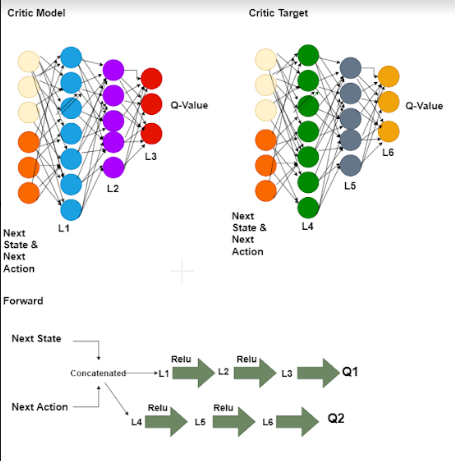 Critic Model
Critic Target
Q-Value
Q-Value
L3
L6
L2
L5
L1
L4
Next
State &
Next
Action
Next
State &
Next
Action
Forward
Next State
Relu
Relu
Concatenated
L1
L2
L3
Q1
Next Action
Relu
Relu
L4
L5
L6
Q2